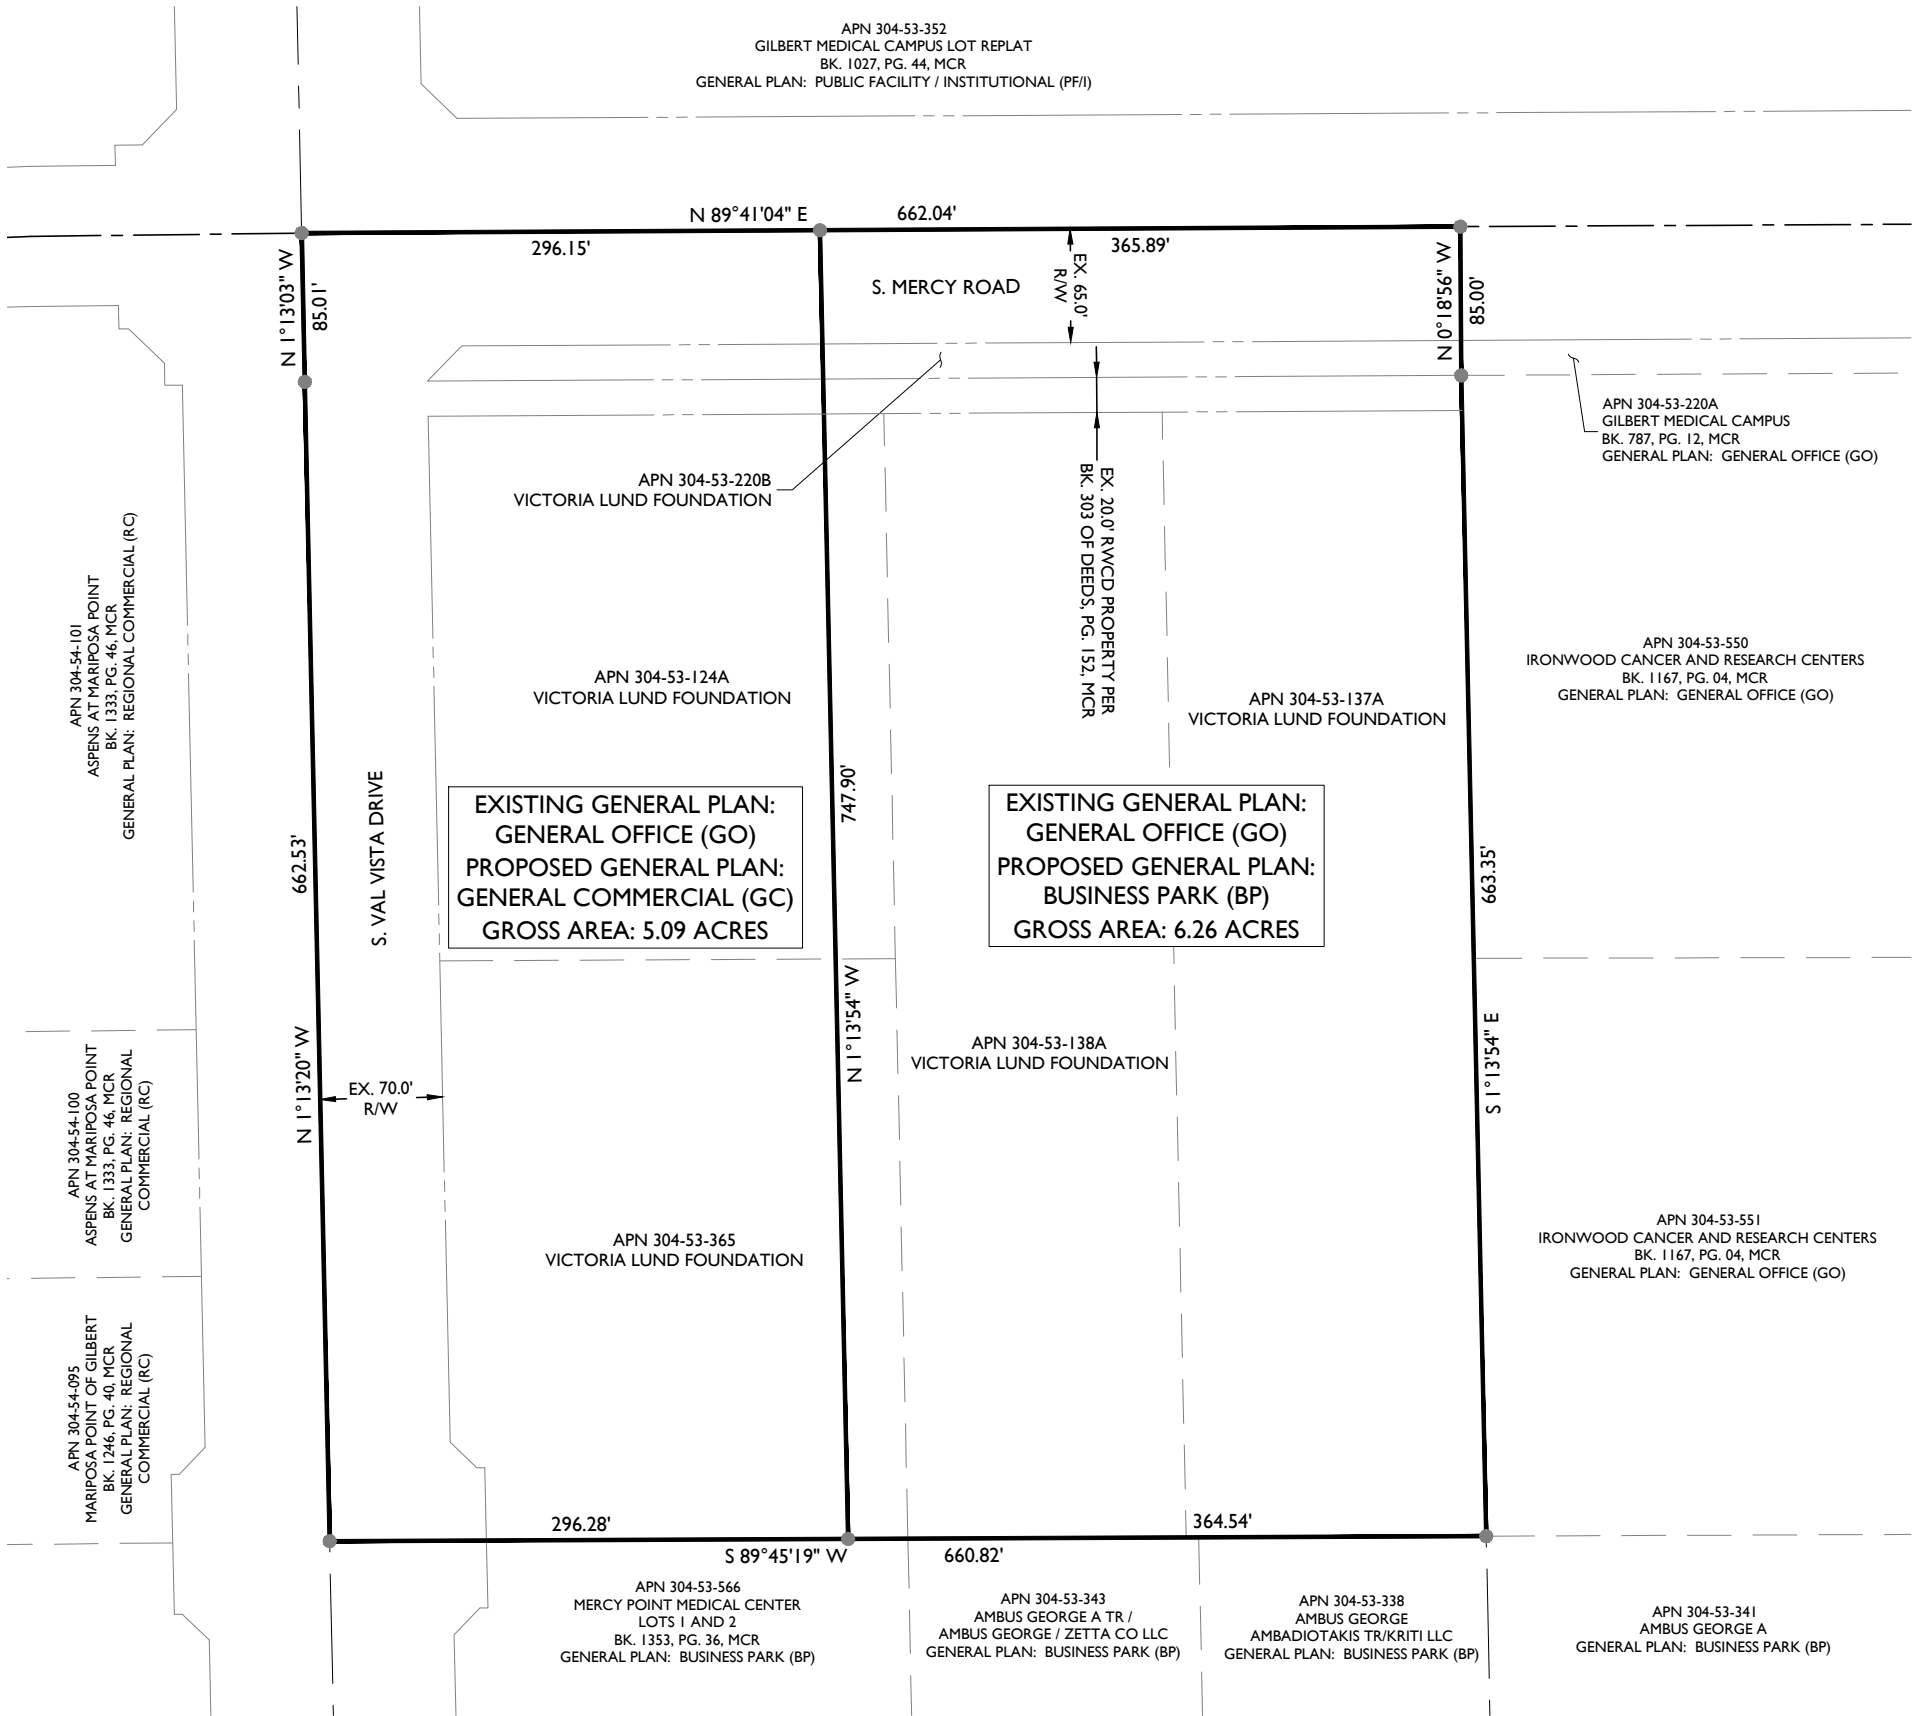 APN 304-53-352
GILBERT MEDICAL CAMPUS LOT REPLAT
BK. 1027, PG. 44, MCR
GENERAL PLAN: PUBLIC FACILITY / INSTITUTIONAL (PF/I)
N 89°41'04" E
662.04'
296.15'
365.89'
N 1°13'03" W
85.01'
S. MERCY ROAD
EX. 65.0'
R/W
N 0°18'56" W
85.00'
APN 304-53-220A
GILBERT MEDICAL CAMPUS
BK. 787, PG. 12, MCR
GENERAL PLAN: GENERAL OFFICE (GO)
APN 304-53-220B
VICTORIA LUND FOUNDATION
EX. 20.0' RWCD PROPERTY PER
BK. 303 OF DEEDS, PG. 152, MCR
APN 304-54-101
ASPENS AT MARIPOSA POINT
BK. 1333, PG. 46, MCR
GENERAL PLAN: REGIONAL COMMERCIAL (RC)
APN 304-53-124A
VICTORIA LUND FOUNDATION
APN 304-53-137A
VICTORIA LUND FOUNDATION
APN 304-53-550
IRONWOOD CANCER AND RESEARCH CENTERS
BK. 1167, PG. 04, MCR
GENERAL PLAN: GENERAL OFFICE (GO)
662.53'
S. VAL VISTA DRIVE
EXISTING GENERAL PLAN:
GENERAL OFFICE (GO)
PROPOSED GENERAL PLAN:
GENERAL COMMERCIAL (GC)
GROSS AREA: 5.09 ACRES
747.90'
EXISTING GENERAL PLAN:
GENERAL OFFICE (GO)
PROPOSED GENERAL PLAN:
BUSINESS PARK (BP)
GROSS AREA: 6.26 ACRES
663.35'
N 1°13'20" W
EX. 70.0'
R/W
N 1°13'54" W
APN 304-53-138A
VICTORIA LUND FOUNDATION
S 1°13'54" E
APN 304-54-100
ASPENS AT MARIPOSA POINT
BK. 1333, PG. 46, MCR
GENERAL PLAN: REGIONAL
COMMERCIAL (RC)
APN 304-53-365
VICTORIA LUND FOUNDATION
APN 304-53-551
IRONWOOD CANCER AND RESEARCH CENTERS
BK. 1167, PG. 04, MCR
GENERAL PLAN: GENERAL OFFICE (GO)
APN 304-54-095
MARIPOSA POINT OF GILBERT
BK. 1246, PG. 40, MCR
GENERAL PLAN: REGIONAL
COMMERCIAL (RC)
296.28'
364.54'
S 89°45'19" W
660.82'
APN 304-53-566
MERCY POINT MEDICAL CENTER
LOTS 1 AND 2
BK. 1353, PG. 36, MCR
GENERAL PLAN: BUSINESS PARK (BP)
APN 304-53-343
AMBUS GEORGE A TR /
AMBUS GEORGE / ZETTA CO LLC
GENERAL PLAN: BUSINESS PARK (BP)
APN 304-53-338
AMBUS GEORGE
AMBADIOTAKIS TR/KRITI LLC
GENERAL PLAN: BUSINESS PARK (BP)
APN 304-53-341
AMBUS GEORGE A
GENERAL PLAN: BUSINESS PARK (BP)